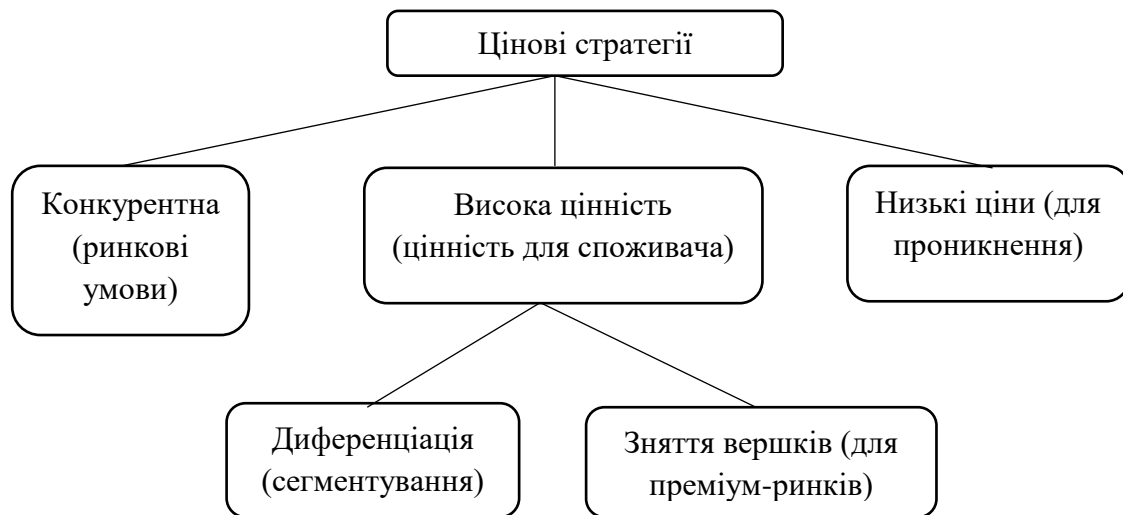 Цінові стратегії
Конкурентна
(ринкові
умови)
Висока цінність
(цінність для споживача)
Низькі ціни (для
проникнення)
Диференціація
(сегментування)
Зняття вершків (для
преміум-ринків)